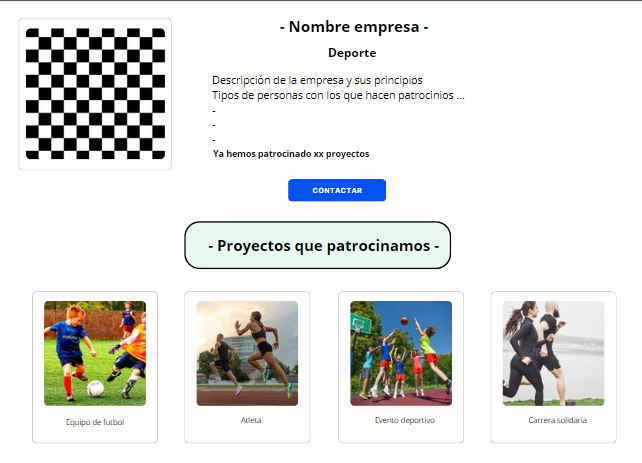 - Nombre empresa -
Deporte
Descripción de la empresa y sus principios
Tipos de personas con los que hacen patrocinios ...
-
-
-
Ya hemos patrocinado xx proyectos
CONTACTAR
- Proyectos que patrocinamos -
Equipo de futbol
Atleta
Evento deportivo
Carrera solidaria